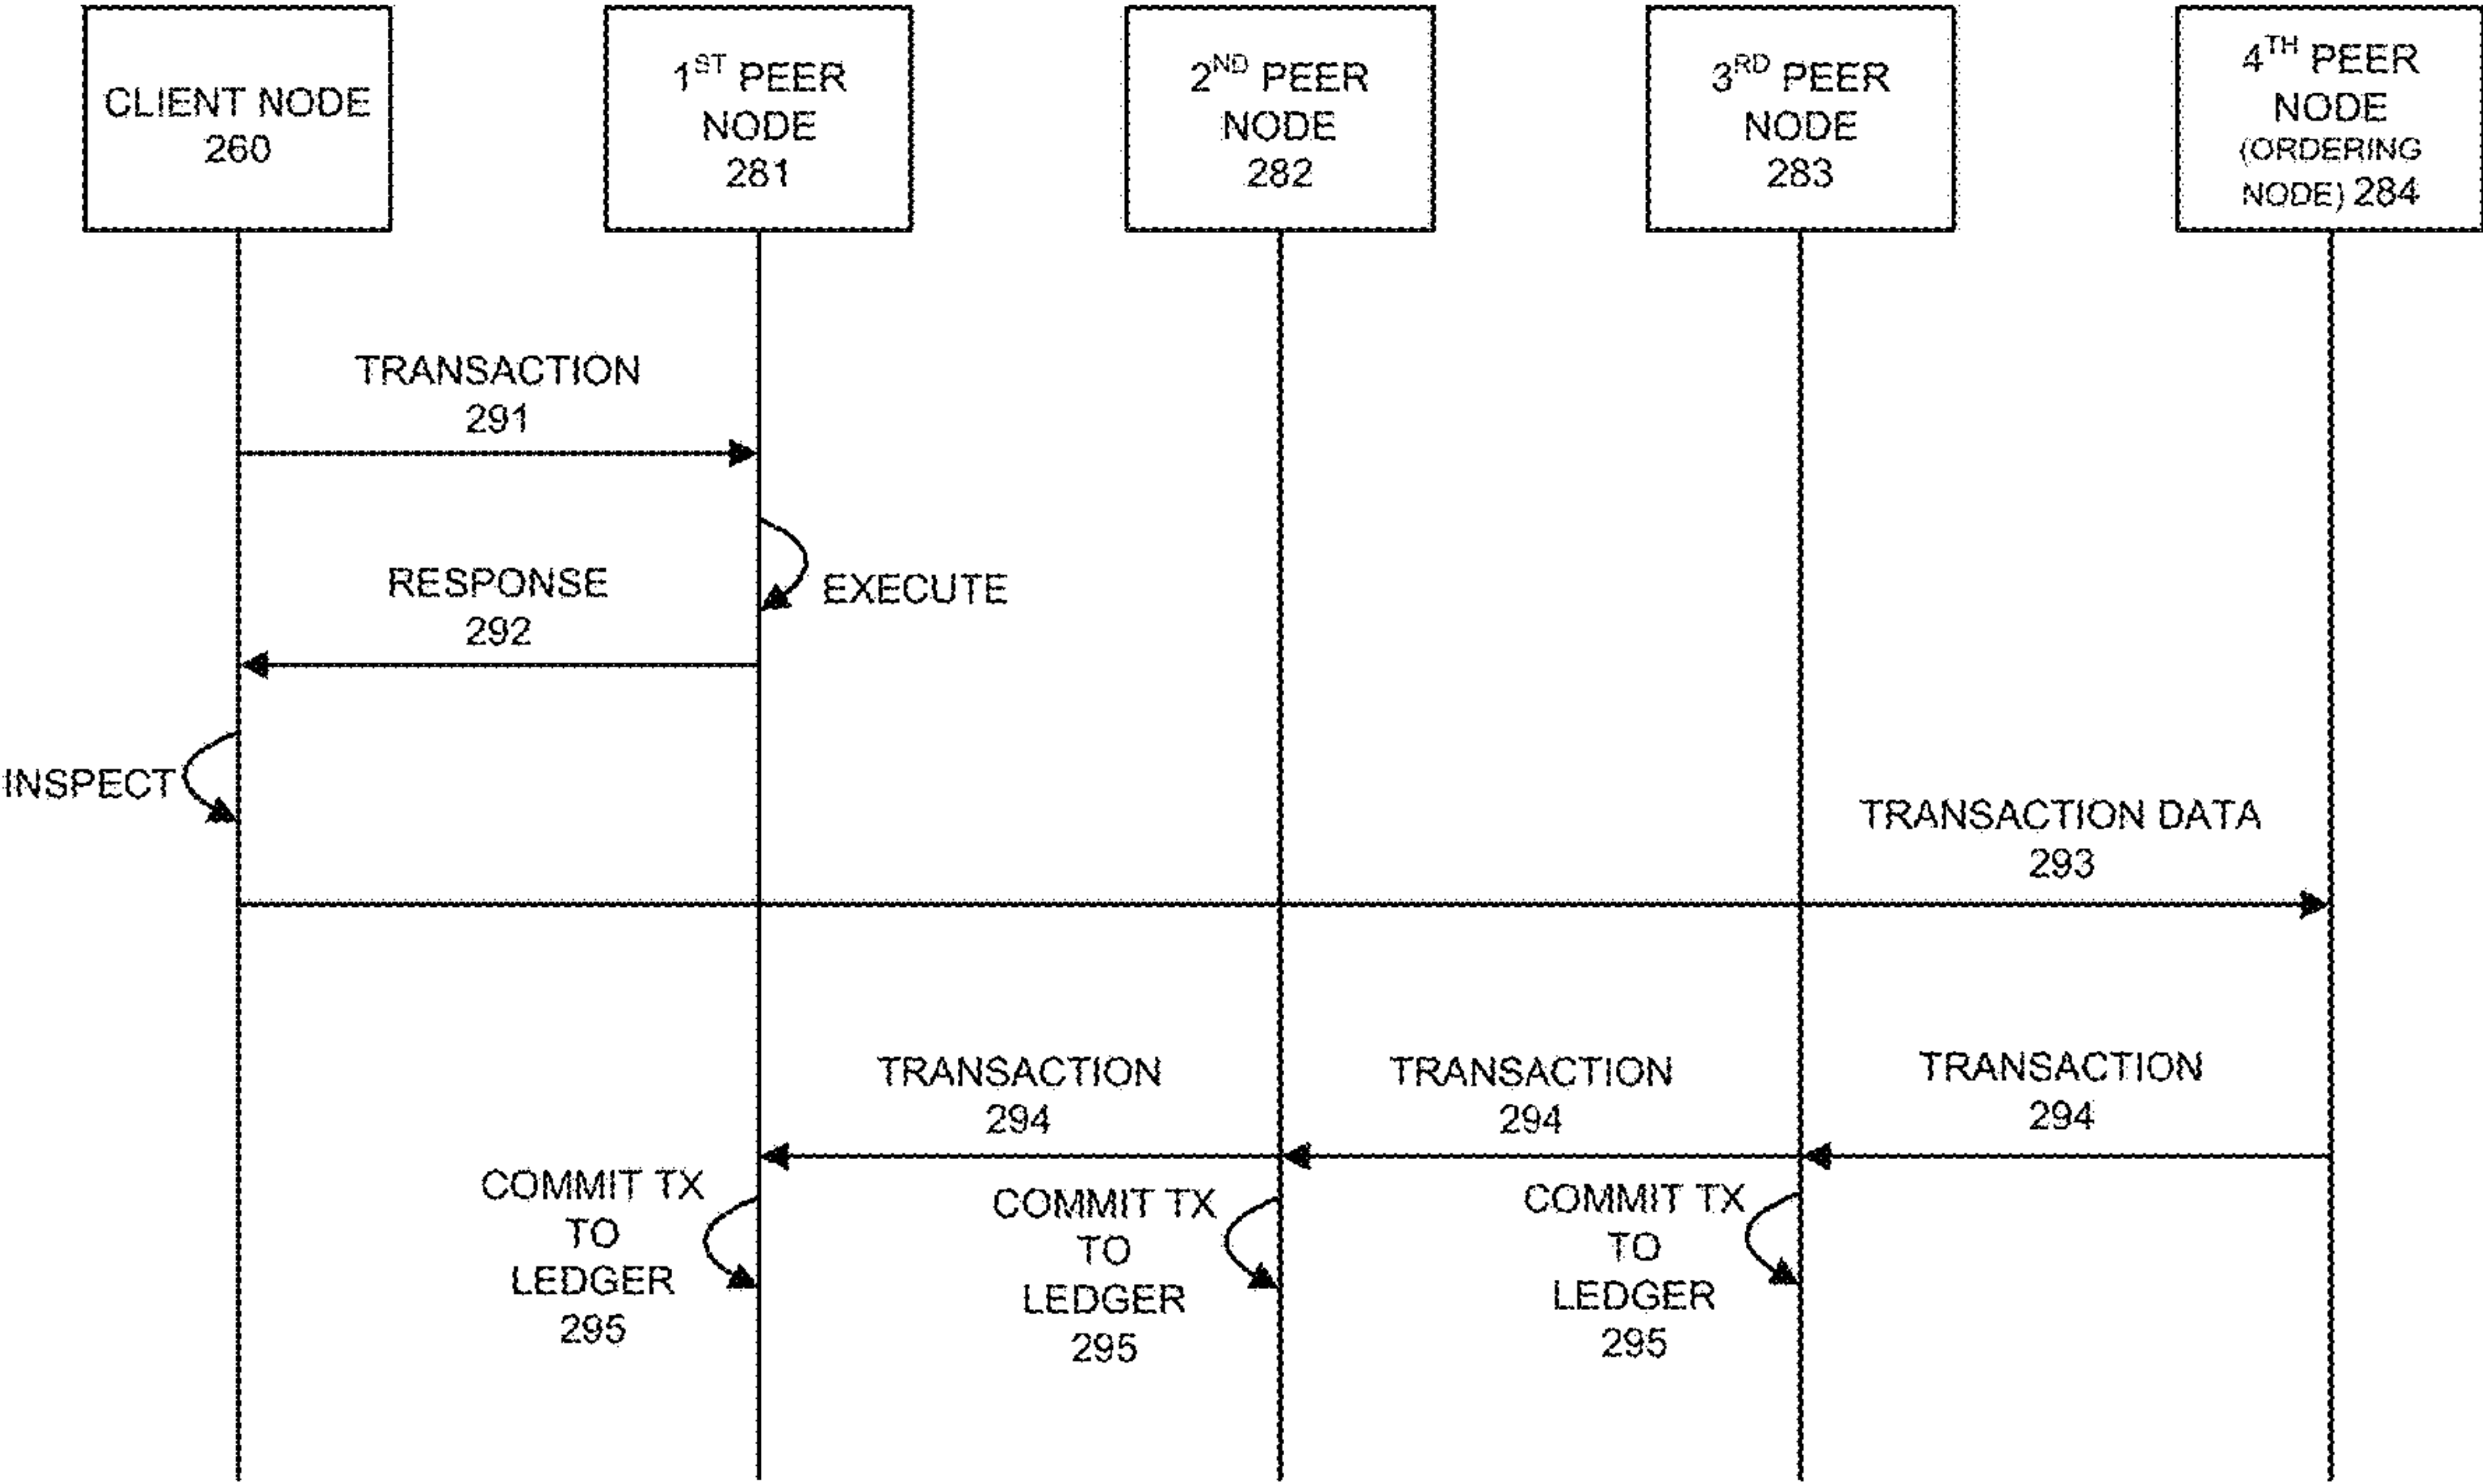 CLIENT NODE
260
1ST PEER
NODE
281
2ND PEER
NODE
282
3RD PEER
NODE
283
4TH PEER
NODE
(ORDERING
NODE) 284
TRANSACTION
291
EXECUTE
RESPONSE
292
INSPECT
TRANSACTION DATA
293
TRANSACTION
294
TRANSACTION
294
TRANSACTION
294
COMMIT TX
TO
LEDGER
295
COMMIT TX
TO
LEDGER
295
COMMIT TX
TO
LEDGER
295